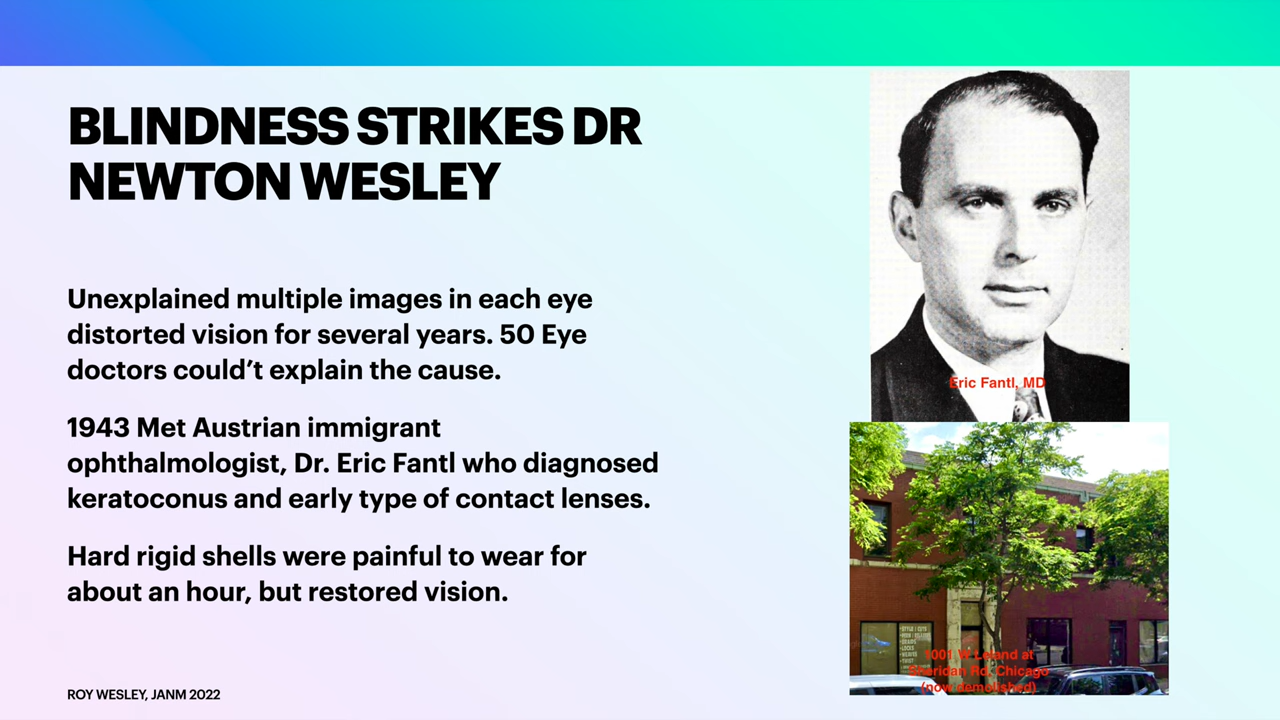 BLINDNESS STRIKES DR
NEWTON WESLEY
Unexplained multiple images in each eye
distorted vision for several years. 50 Eye
doctors couldn’t explain the cause.
1943 Met Austrian immigrant
ophthalmologist, Dr. Eric Fantl who diagnosed
keratoconus and early type of contact lenses.
Hard rigid shells were painful to wear for
about an hour, but restored vision.
ROY WESLEY, JANM 2022
Eric Fantl, MD
1001 W Leland at
Sheridan Rd, Chicago
(now demolished)